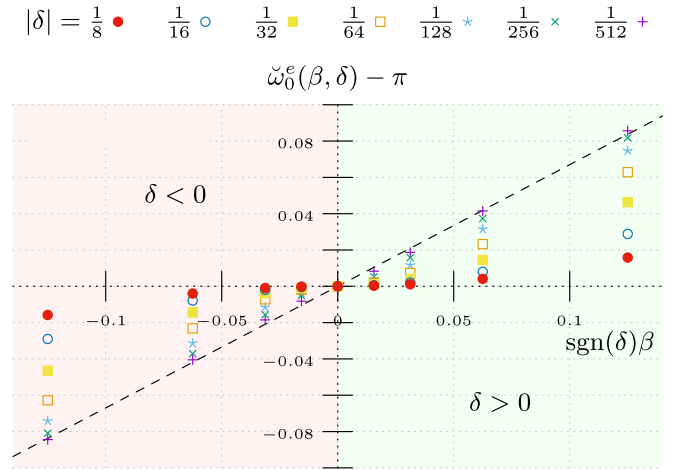 |δ| = 1/8 ● 1/16 ○ 1/32 ■ 1/64 □ 1/128 ⋆ 1/256 × 1/512 +
ω̆₀ᵉ(β, δ) − π
0.08
δ < 0
0.04
−0.1 −0.05 0 0.05 0.1
sgn(δ)β
−0.04
δ > 0
−0.08